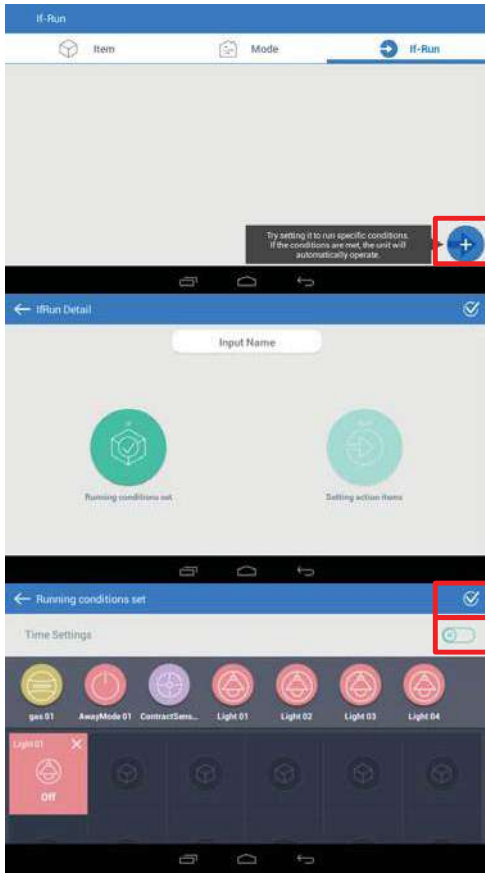 If-Run
Item
Mode
If-Run
Try setting it to run specific conditions.
If the conditions are met, the unit will
automatically operate.
IfRun Detail
Input Name
IF
Running conditions set
Setting action items
Running conditions set
Time Settings
gas 01
AwayMode 01
ContractSens...
Light 01
Light 02
Light 03
Light 04
Light 01
Off